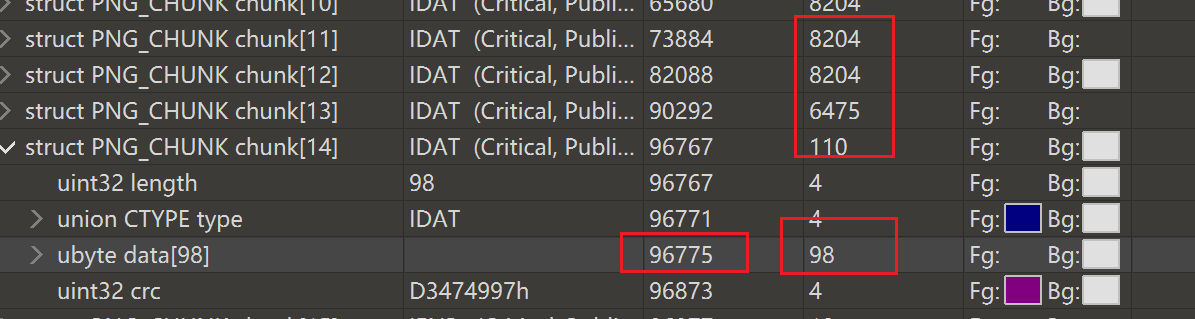 struct PNG_CHUNK chunk[10] IDAT (Critical, Publi... 65680 8204 Fg: Bg:
struct PNG_CHUNK chunk[11] IDAT (Critical, Publi... 73884 8204 Fg: Bg:
struct PNG_CHUNK chunk[12] IDAT (Critical, Publi... 82088 8204 Fg: Bg:
struct PNG_CHUNK chunk[13] IDAT (Critical, Publi... 90292 6475 Fg: Bg:
struct PNG_CHUNK chunk[14] IDAT (Critical, Publi... 96767 110 Fg: Bg:
uint32 length 98 96767 4 Fg: Bg:
union CTYPE type IDAT 96771 4 Fg: Bg:
ubyte data[98] 96775 98 Fg: Bg:
uint32 crc D3474997h 96873 4 Fg: Bg: